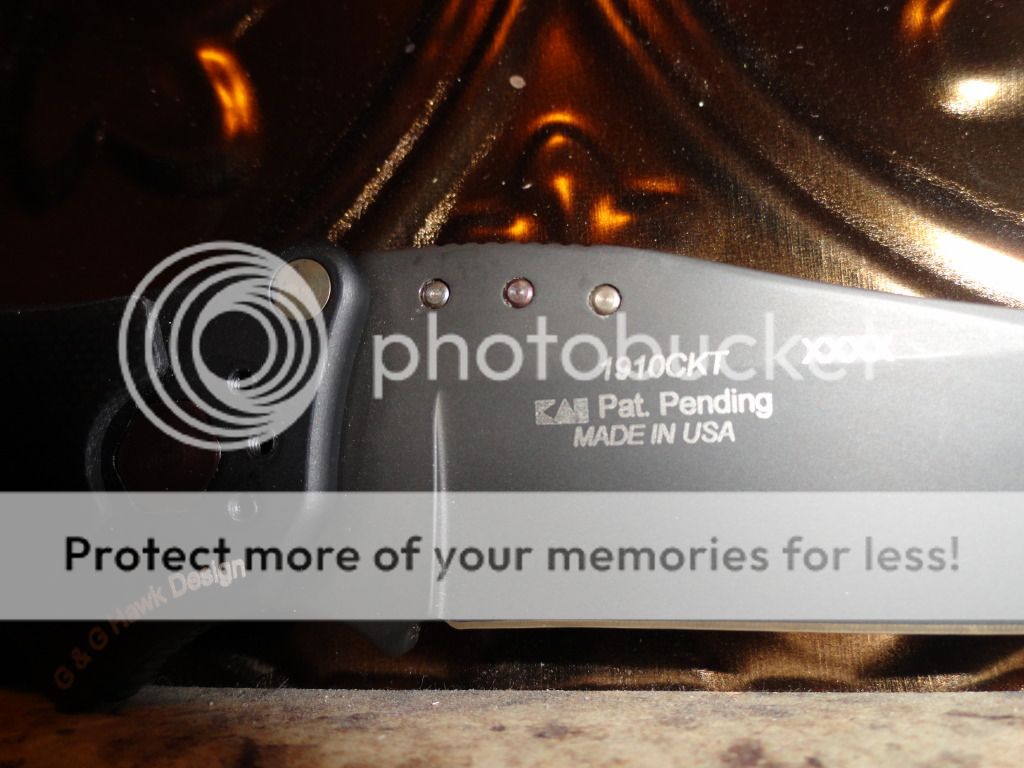 photobucket
xxxx
1910CKT
KAI Pat. Pending
MADE IN USA
Protect more of your memories for less!
G & G Hawk Design